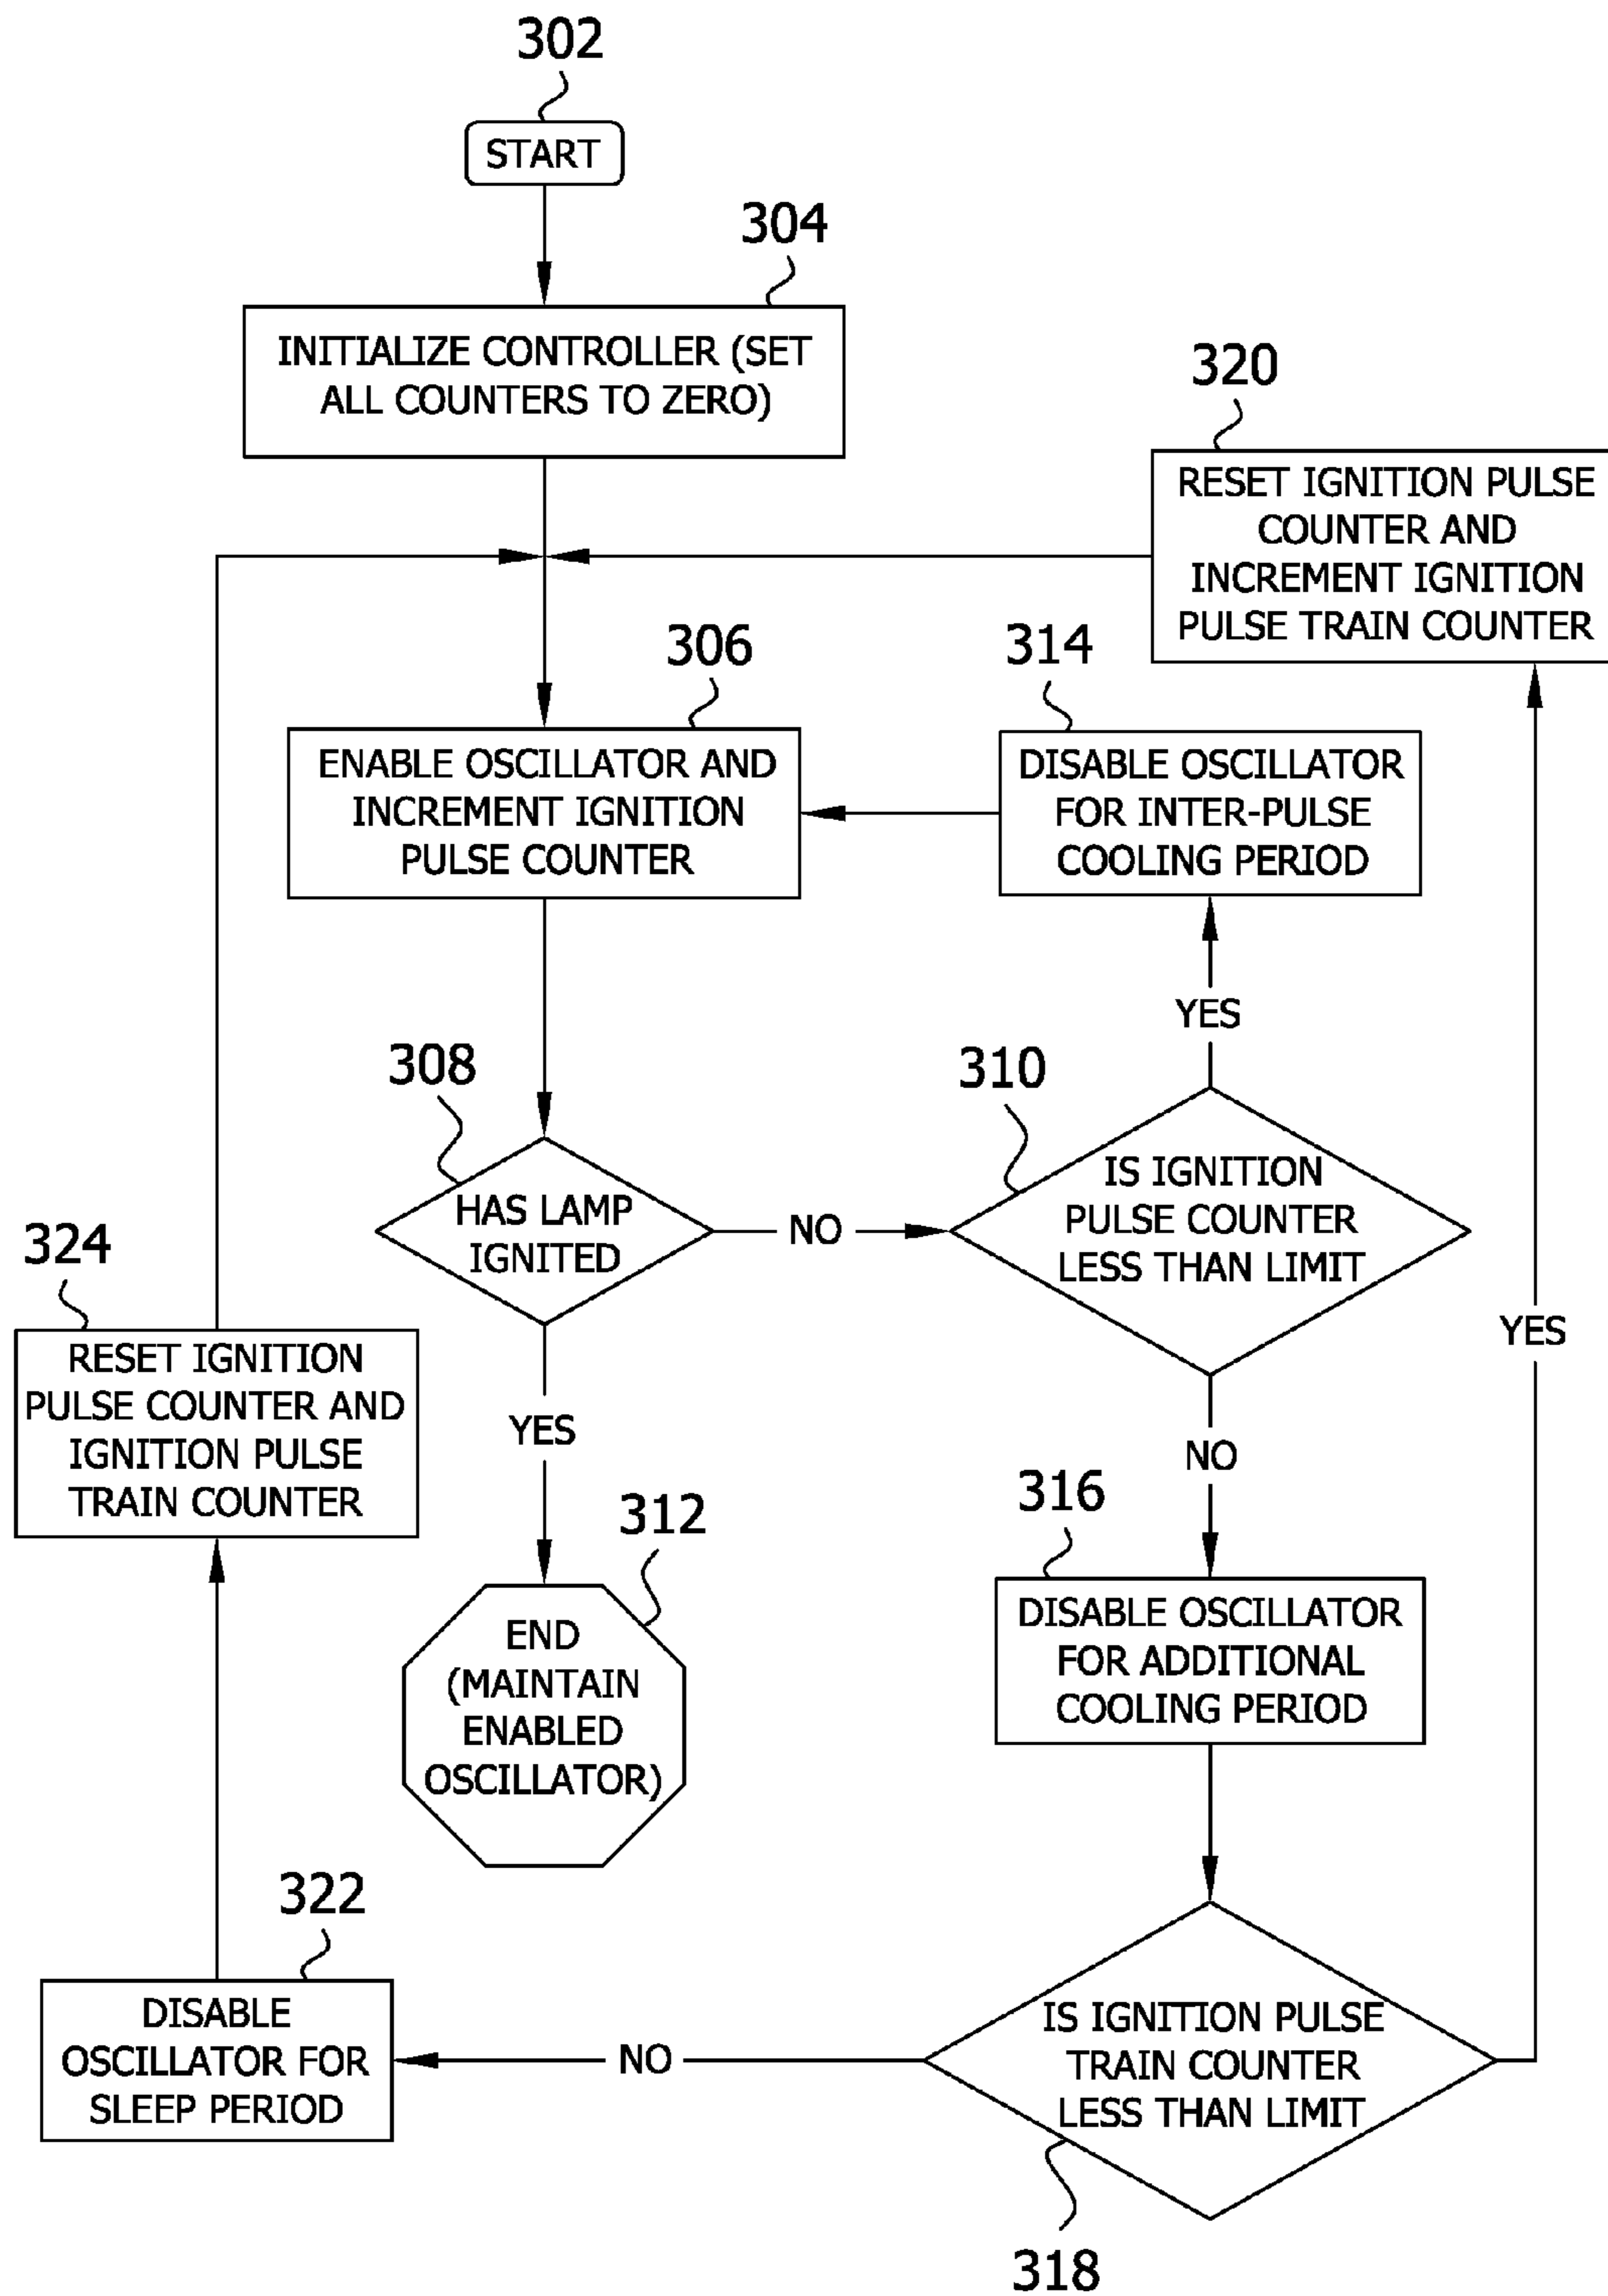 302
START
304
INITIALIZE CONTROLLER (SET
ALL COUNTERS TO ZERO)
320
RESET IGNITION PULSE
COUNTER AND
INCREMENT IGNITION
PULSE TRAIN COUNTER
306
ENABLE OSCILLATOR AND
INCREMENT IGNITION
PULSE COUNTER
314
DISABLE OSCILLATOR
FOR INTER-PULSE
COOLING PERIOD
YES
308
HAS LAMP
IGNITED
NO
310
IS IGNITION
PULSE COUNTER
LESS THAN LIMIT
YES
324
RESET IGNITION
PULSE COUNTER AND
IGNITION PULSE
TRAIN COUNTER
YES
NO
312
END
(MAINTAIN
ENABLED
OSCILLATOR)
316
DISABLE OSCILLATOR
FOR ADDITIONAL
COOLING PERIOD
322
DISABLE
OSCILLATOR FOR
SLEEP PERIOD
NO
IS IGNITION PULSE
TRAIN COUNTER
LESS THAN LIMIT
318